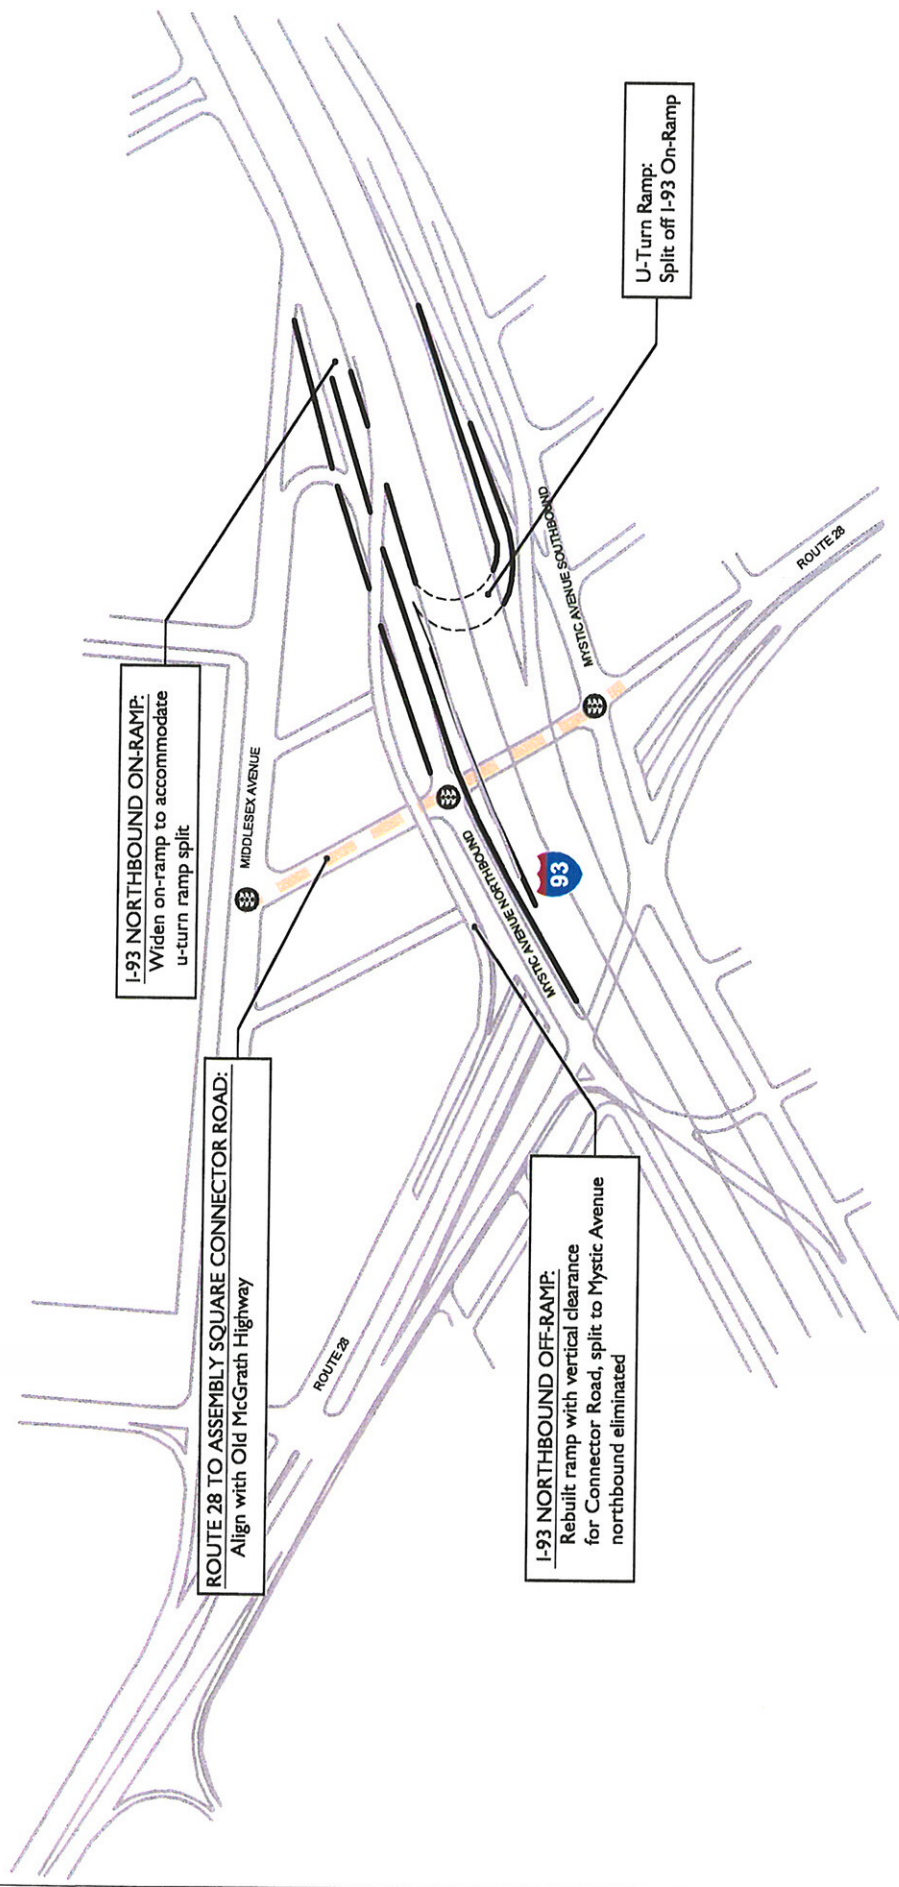 I-93 NORTHBOUND ON-RAMP:
Widen on-ramp to accommodate
u-turn ramp split
U-Turn Ramp:
Split off I-93 On-Ramp
ROUTE 28 TO ASSEMBLY SQUARE CONNECTOR ROAD:
Align with Old McGrath Highway
MIDDLESEX AVENUE
MYSTIC AVENUE SOUTHBOUND
ROUTE 28
MYSTIC AVENUE NORTHBOUND
93
ROUTE 28
I-93 NORTHBOUND OFF-RAMP:
Rebuilt ramp with vertical clearance
for Connector Road, split to Mystic Avenue
northbound eliminated